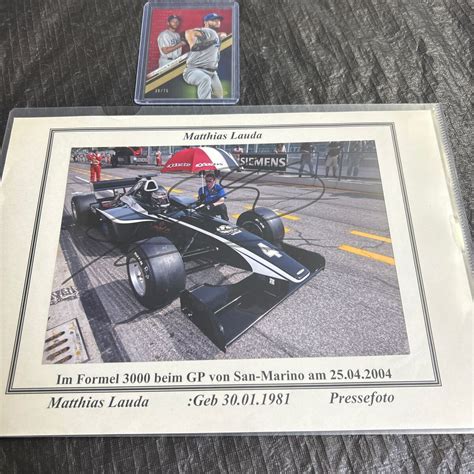 Matthias Lauda
SIEMENS
4
Im Formel 3000 beim GP von San-Marino am 25.04.2004
Matthias Lauda :Geb 30.01.1981 Pressefoto